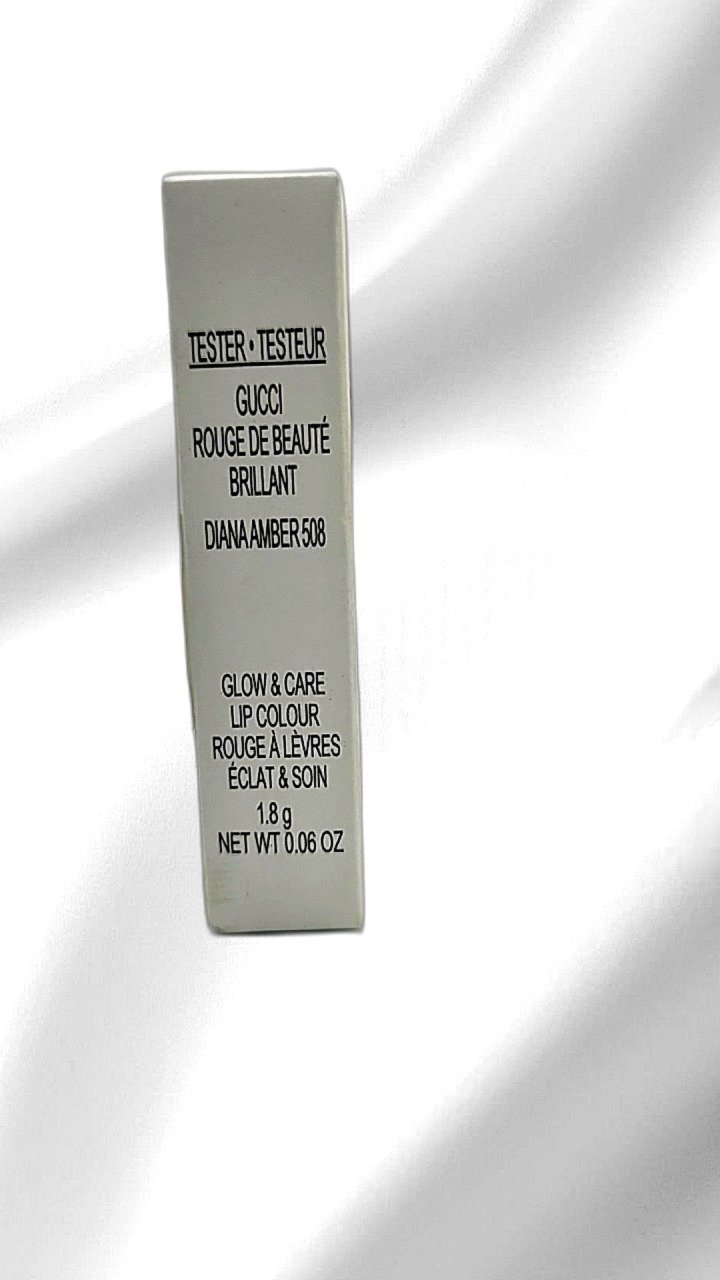 TESTER • TESTEUR
GUCCI
ROUGE DE BEAUTÉ
BRILLANT
DIANA AMBER 508
GLOW & CARE
LIP COLOUR
ROUGE À LÈVRES
ÉCLAT & SOIN
1.8 g
NET WT 0.06 OZ